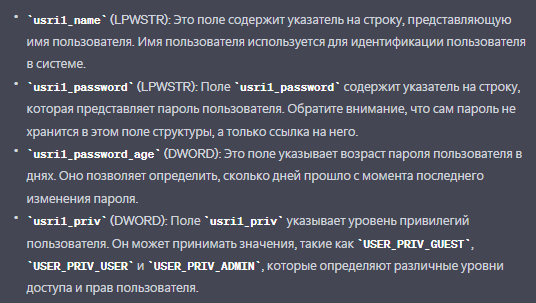 • `usri1_name` (LPWSTR): Это поле содержит указатель на строку, представляющую
имя пользователя. Имя пользователя используется для идентификации пользователя
в системе.
• `usri1_password` (LPWSTR): Поле `usri1_password` содержит указатель на строку,
которая представляет пароль пользователя. Обратите внимание, что сам пароль не
хранится в этом поле структуры, а только ссылка на него.
• `usri1_password_age` (DWORD): Это поле указывает возраст пароля пользователя в
днях. Оно позволяет определить, сколько дней прошло с момента последнего
изменения пароля.
• `usri1_priv` (DWORD): Поле `usri1_priv` указывает уровень привилегий
пользователя. Он может принимать значения, такие как `USER_PRIV_GUEST`,
`USER_PRIV_USER` и `USER_PRIV_ADMIN`, которые определяют различные уровни
доступа и прав пользователя.